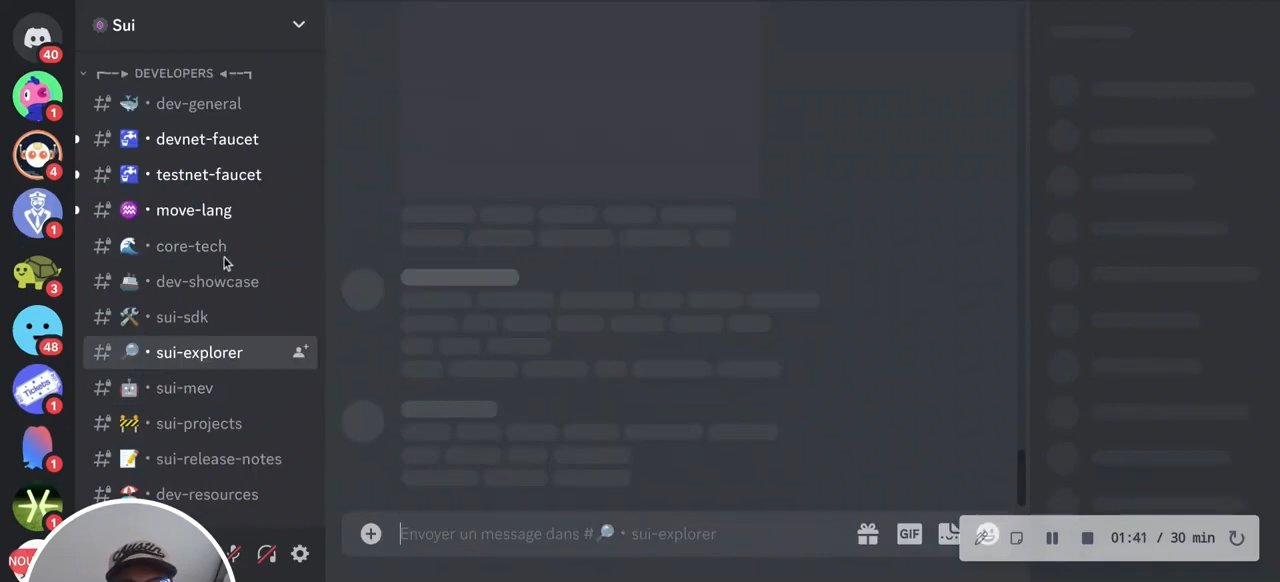 Sui
DEVELOPERS
dev-general
devnet-faucet
testnet-faucet
move-lang
core-tech
dev-showcase
sui-sdk
sui-explorer
sui-mev
sui-projects
sui-release-notes
dev-resources
40
1
4
1
3
48
Tickets
1
1
1
NOU
Envoyer un message dans # 🔎 • sui-explorer
GIF
01:41 / 30 min